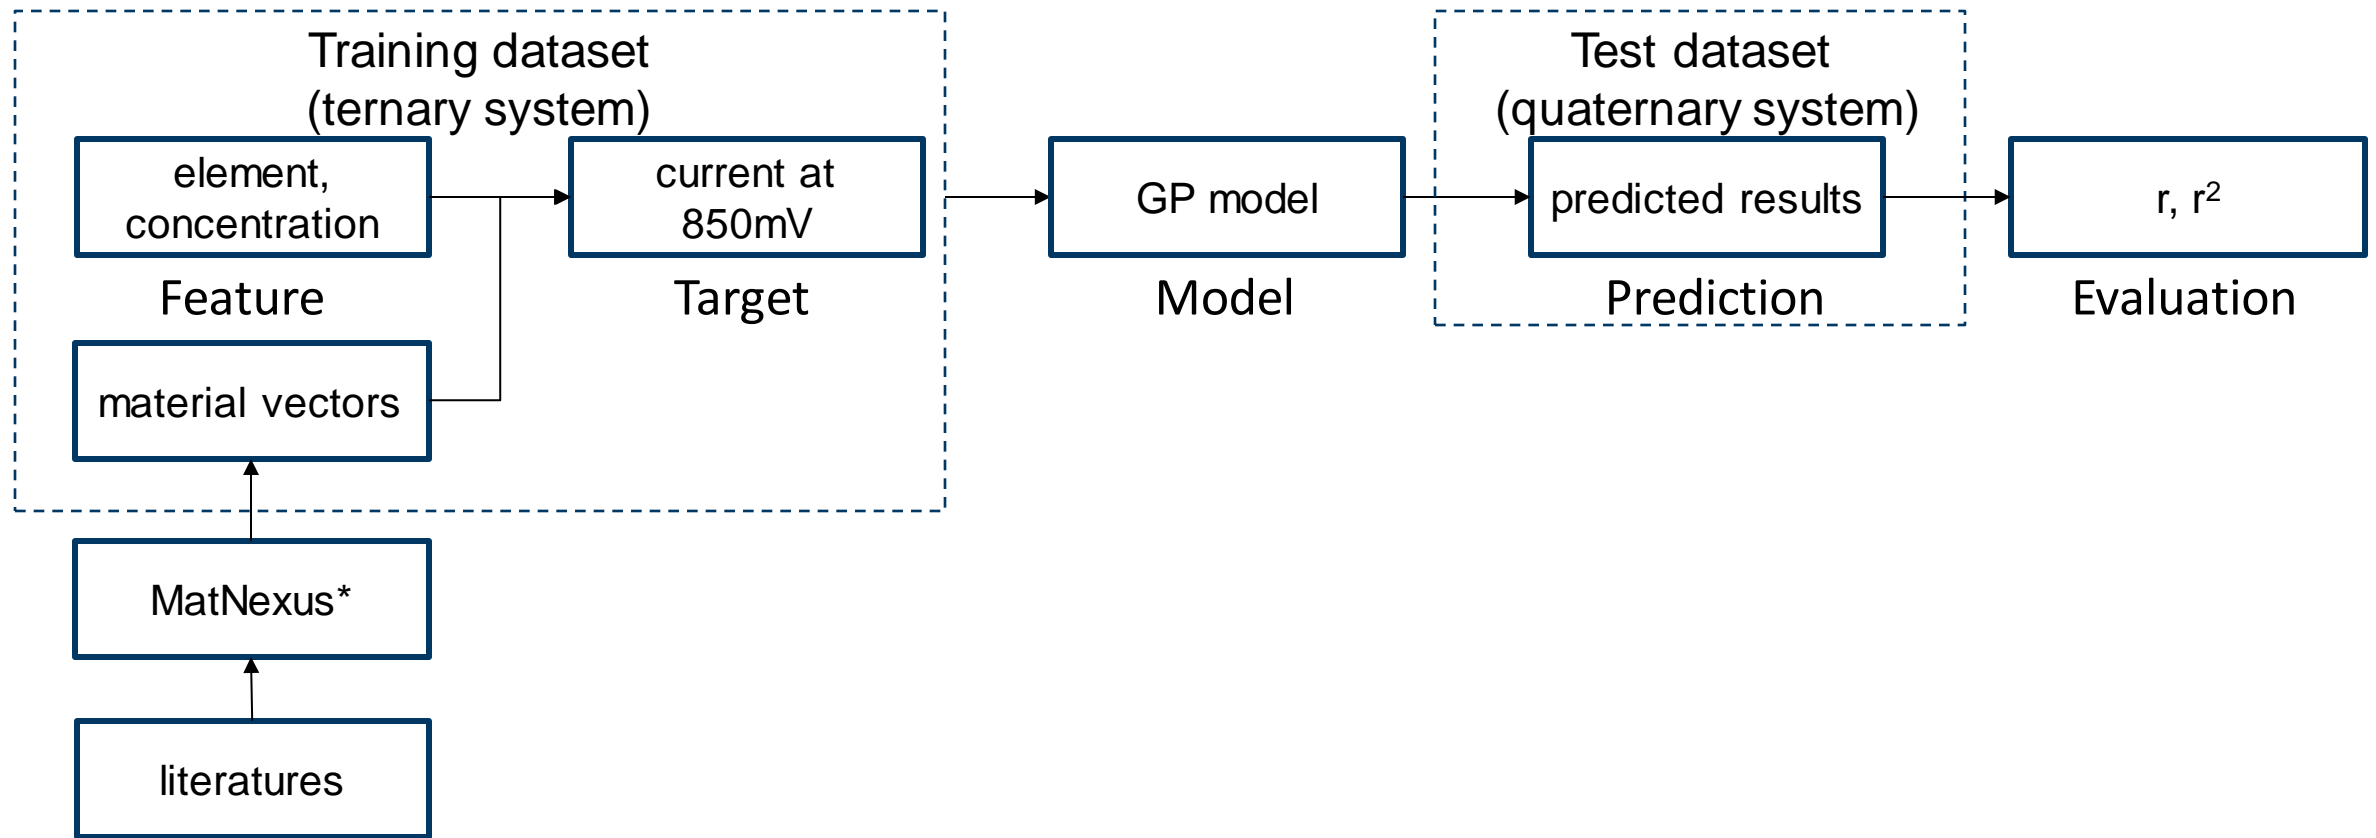 Training dataset
(ternary system)
element,
concentration
Feature
current at
850mV
Target
material vectors
MatNexus*
literatures
GP model
Model
Test dataset
(quaternary system)
predicted results
Prediction
r, r²
Evaluation